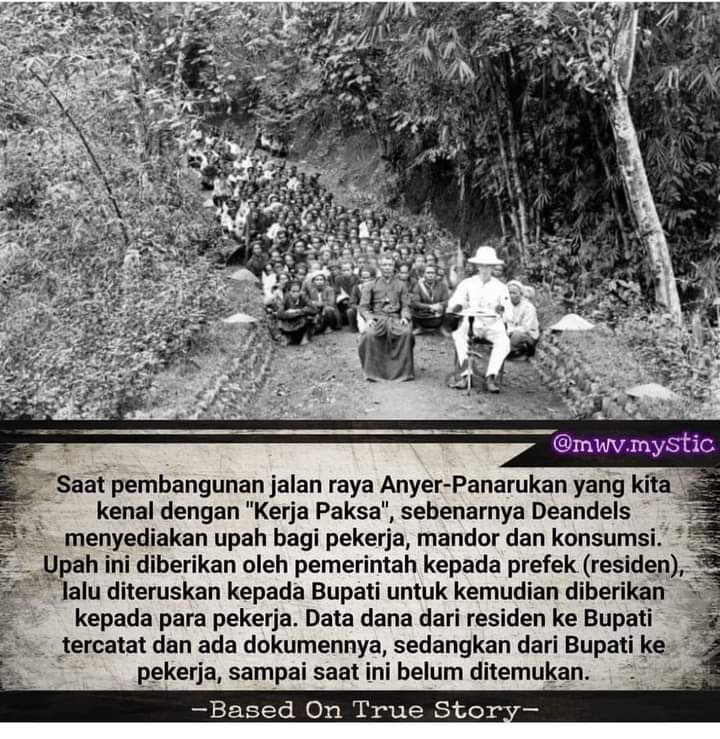 @mwv.mystic
Saat pembangunan jalan raya Anyer-Panarukan yang kita
kenal dengan "Kerja Paksa", sebenarnya Deandels
menyediakan upah bagi pekerja, mandor dan konsumsi.
Upah ini diberikan oleh pemerintah kepada prefek (residen),
lalu diteruskan kepada Bupati untuk kemudian diberikan
kepada para pekerja. Data dana dari residen ke Bupati
tercatat dan ada dokumennya, sedangkan dari Bupati ke
pekerja, sampai saat ini belum ditemukan.
-Based On True Story-